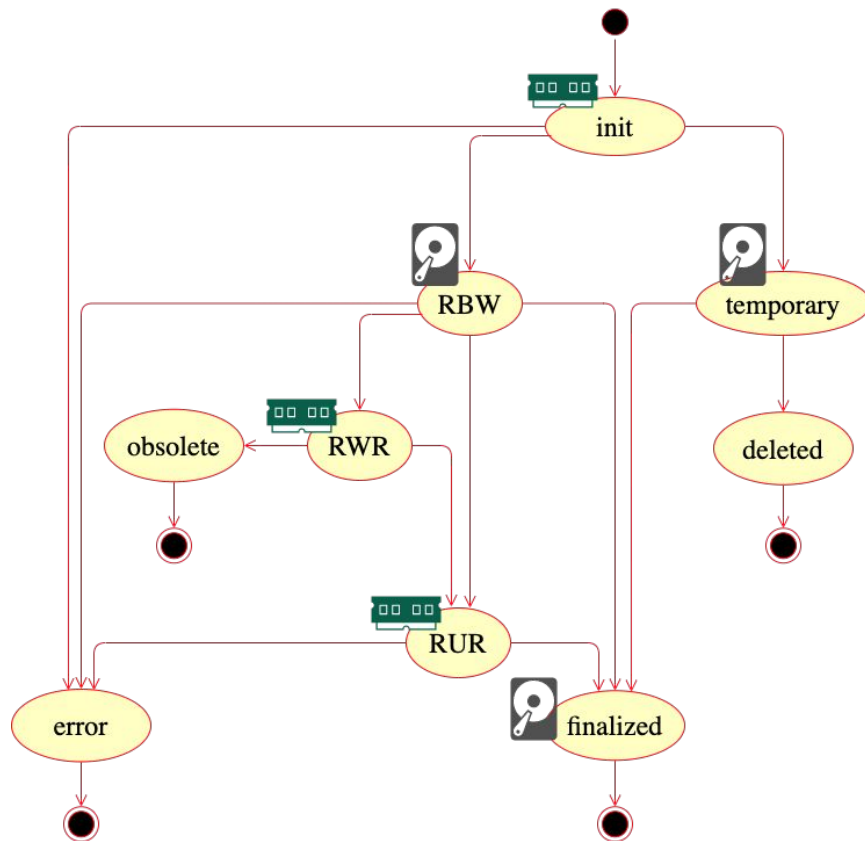 init
RBW
temporary
obsolete
RWR
deleted
RUR
error
finalized